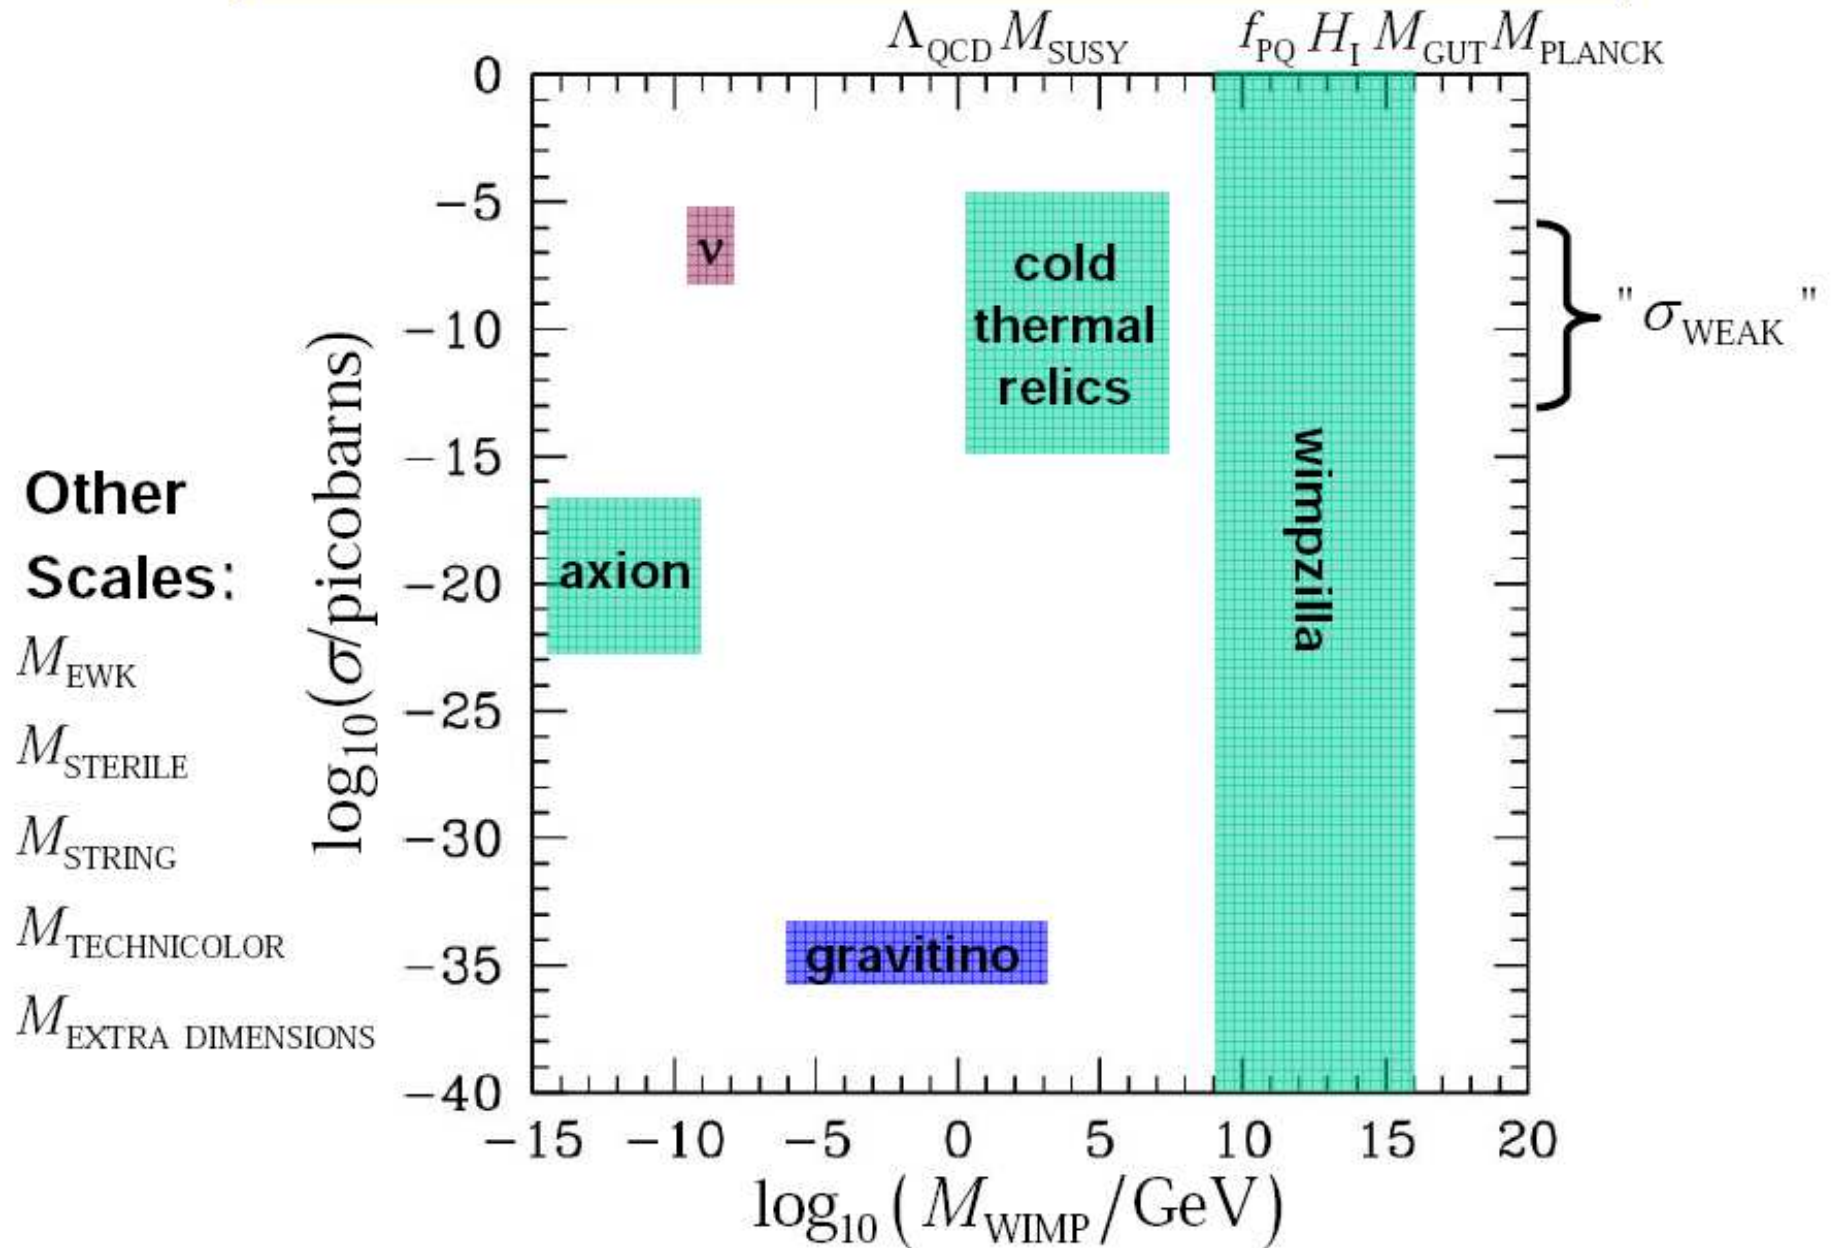 Λ_QCD M_SUSY f_PQ H_I M_GUT M_PLANCK
0
−5
−10
−15
−20
−25
−30
−35
−40
log₁₀(σ/picobarns)
ν
cold
thermal
relics
wimpzilla
axion
gravitino
"σ_WEAK"
Other
Scales:
M_EWK
M_STERILE
M_STRING
M_TECHNICOLOR
M_EXTRA DIMENSIONS
−15 −10 −5 0 5 10 15 20
log₁₀(M_WIMP/GeV)